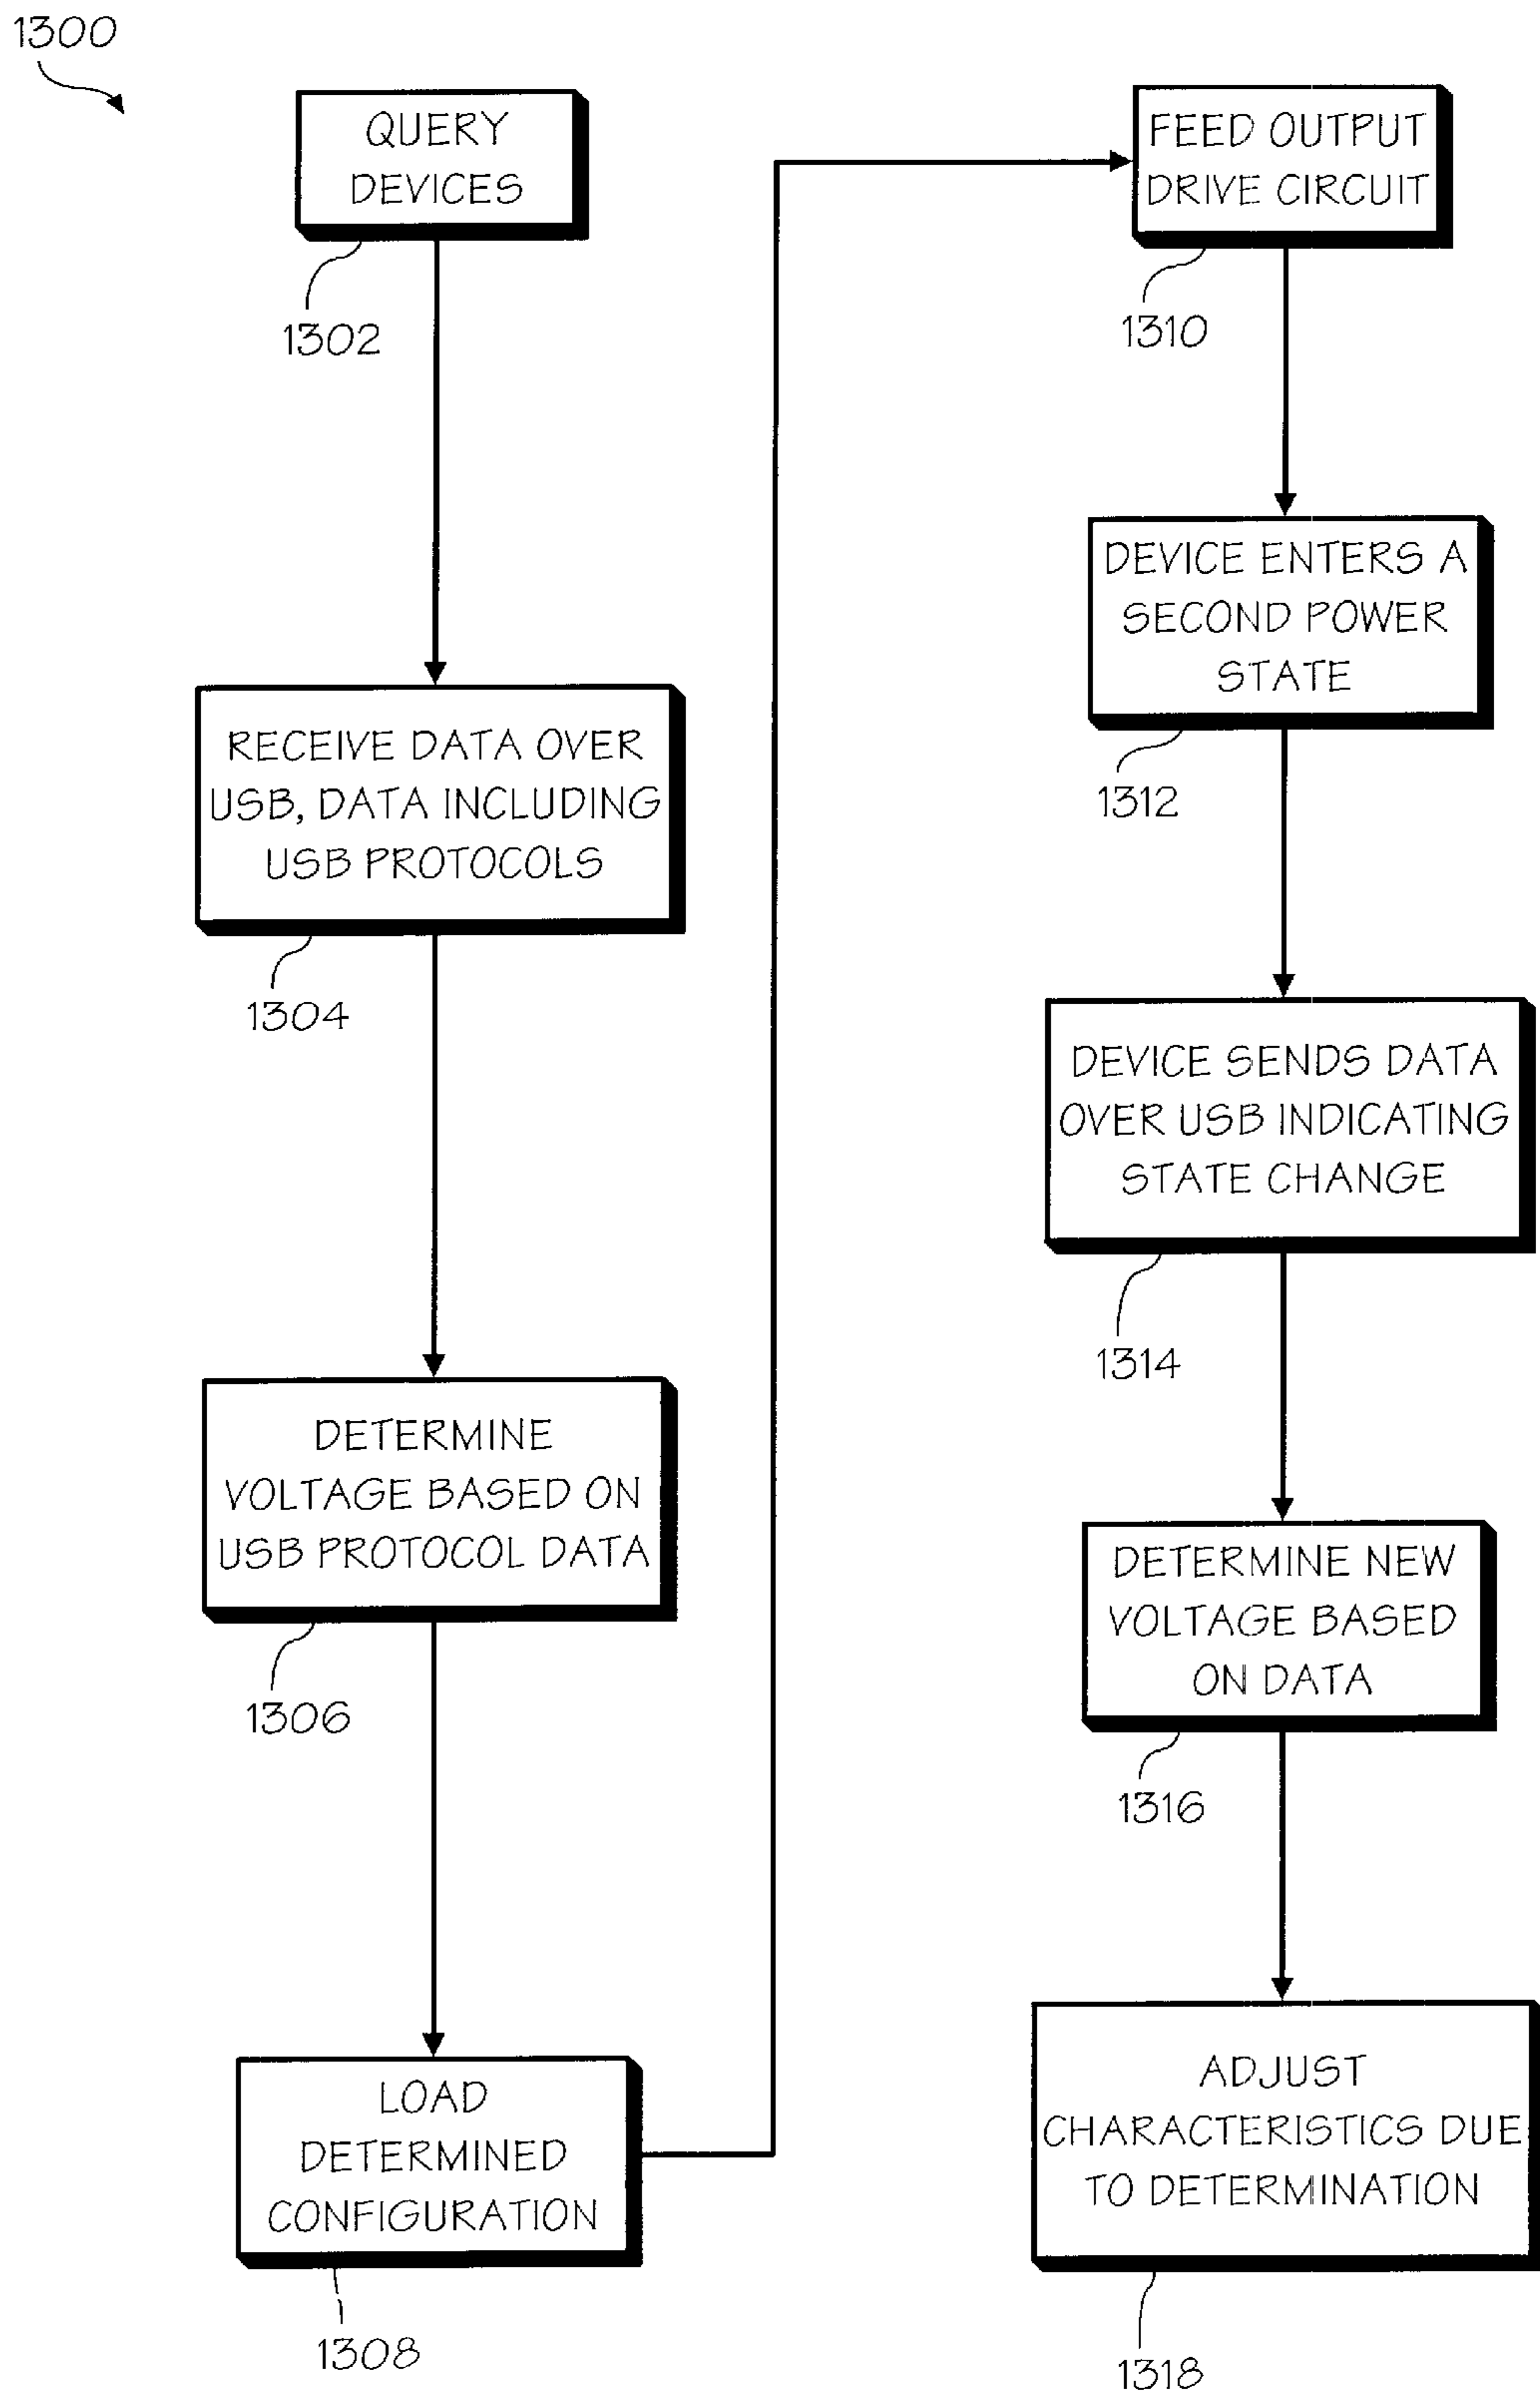 1300
QUERY
DEVICES
1302
RECEIVE DATA OVER
USB, DATA INCLUDING
USB PROTOCOLS
1304
DETERMINE
VOLTAGE BASED ON
USB PROTOCOL DATA
1306
LOAD
DETERMINED
CONFIGURATION
1308
FEED OUTPUT
DRIVE CIRCUIT
1310
DEVICE ENTERS A
SECOND POWER
STATE
1312
DEVICE SENDS DATA
OVER USB INDICATING
STATE CHANGE
1314
DETERMINE NEW
VOLTAGE BASED
ON DATA
1316
ADJUST
CHARACTERISTICS DUE
TO DETERMINATION
1318